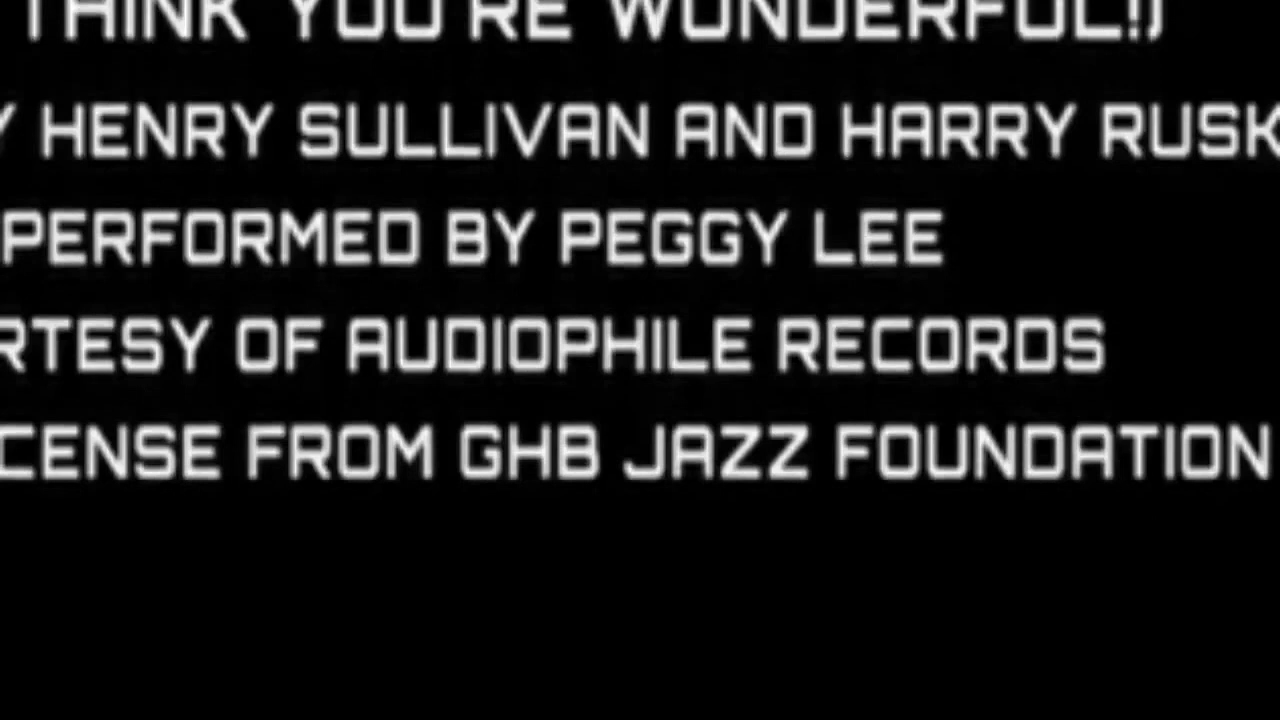 THINK YOU'RE WONDERFUL!)
Y HENRY SULLIVAN AND HARRY RUSK
PERFORMED BY PEGGY LEE
RTESY OF AUDIOPHILE RECORDS
CENSE FROM GHB JAZZ FOUNDATION